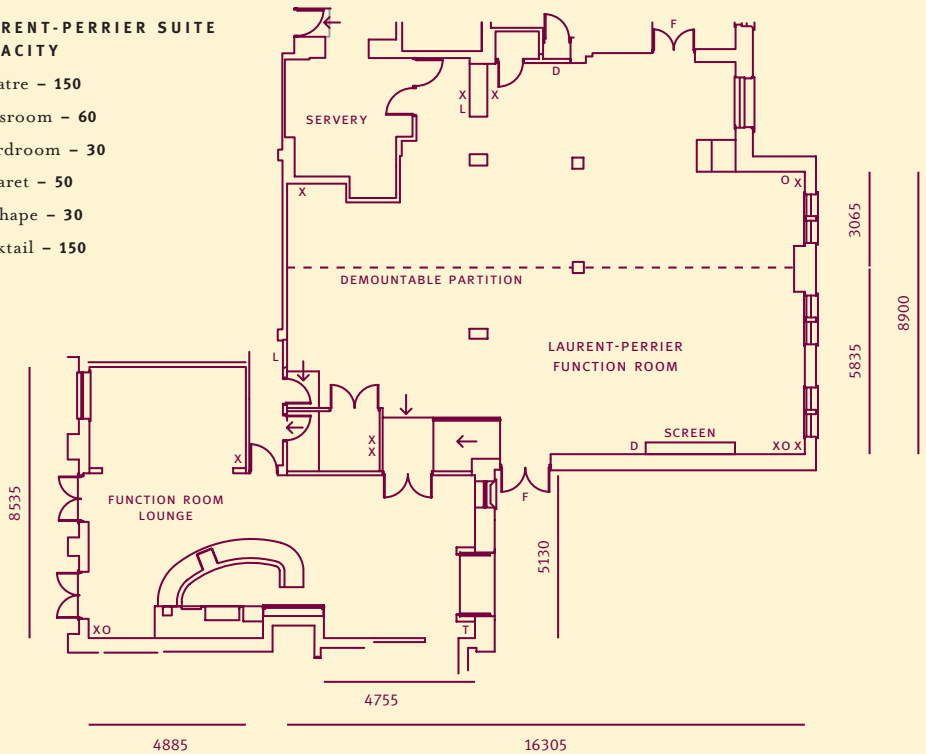 RENT-PERRIER SUITE
ACITY
atre – 150
sroom – 60
rdroom – 30
aret – 50
hape – 30
ktail – 150
F
D
X X
L
SERVERY
X
O X
3065
DEMOUNTABLE PARTITION
8900
LAURENT-PERRIER
FUNCTION ROOM
L
5835
SCREEN
X
X
D
XO X
X
FUNCTION ROOM
LOUNGE
F
8535
5130
XO
T
4755
4885
16305